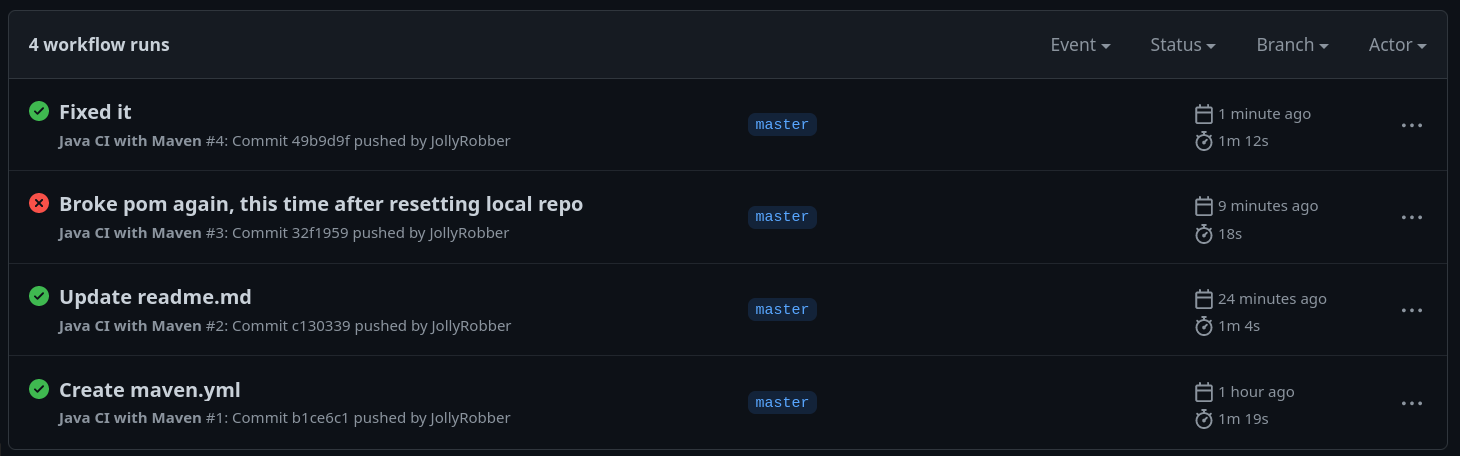 4 workflow runs Event Status Branch Actor
Fixed it
Java CI with Maven #4: Commit 49b9d9f pushed by JollyRobber
master
1 minute ago
1m 12s
Broke pom again, this time after resetting local repo
Java CI with Maven #3: Commit 32f1959 pushed by JollyRobber
master
9 minutes ago
18s
Update readme.md
Java CI with Maven #2: Commit c130339 pushed by JollyRobber
master
24 minutes ago
1m 4s
Create maven.yml
Java CI with Maven #1: Commit b1ce6c1 pushed by JollyRobber
master
1 hour ago
1m 19s